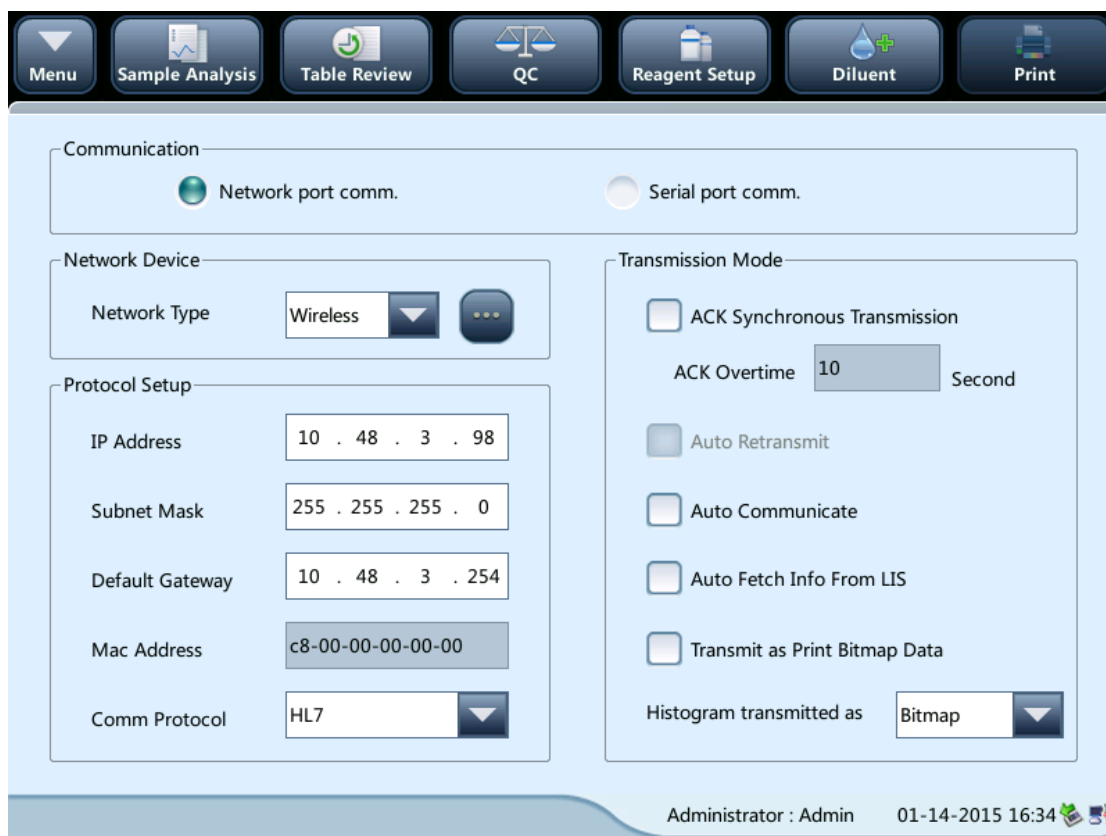 Menu
Sample Analysis
Table Review
QC
Reagent Setup
Diluent
Print
Communication
Network port comm.
Serial port comm.
Network Device
Network Type
Wireless
Protocol Setup
IP Address
10 . 48 . 3 . 98
Subnet Mask
255 . 255 . 255 . 0
Default Gateway
10 . 48 . 3 . 254
Mac Address
c8-00-00-00-00-00
Comm Protocol
HL7
Transmission Mode
ACK Synchronous Transmission
ACK Overtime 10 Second
Auto Retransmit
Auto Communicate
Auto Fetch Info From LIS
Transmit as Print Bitmap Data
Histogram transmitted as Bitmap
Administrator : Admin 01-14-2015 16:34